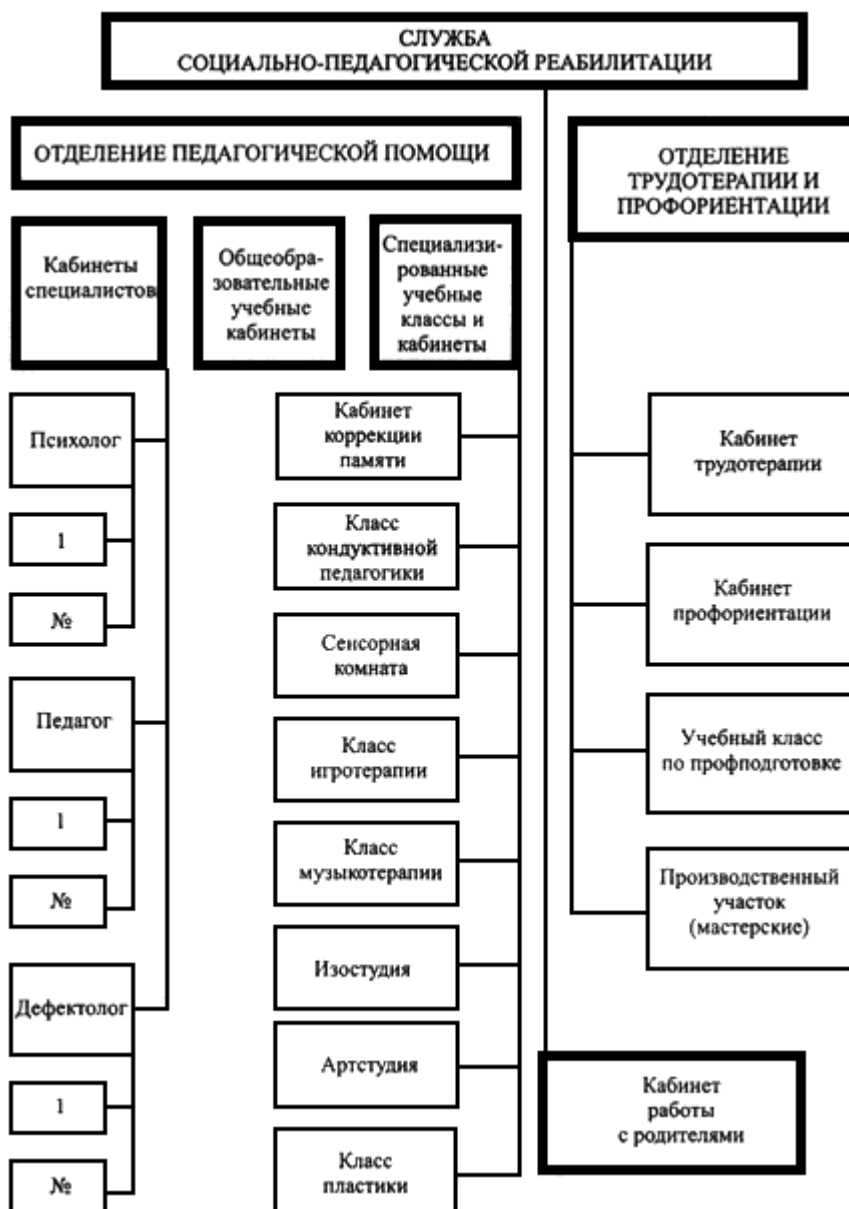 СЛУЖБА
СОЦИАЛЬНО-ПЕДАГОГИЧЕСКОЙ РЕАБИЛИТАЦИИ
ОТДЕЛЕНИЕ ПЕДАГОГИЧЕСКОЙ ПОМОЩИ
ОТДЕЛЕНИЕ
ТРУДОТЕРАПИИ И
ПРОФОРИЕНТАЦИИ
Кабинеты
специалистов
Общеобра-
зовательные
учебные
кабинеты
Специализи-
рованные
учебные
классы и
кабинеты
Психолог
1
№
Педагог
1
№
Дефектолог
1
№
Кабинет
коррекции
памяти
Класс
кондуктивной
педагогики
Сенсорная
комната
Класс
игротерапии
Класс
музыкотерапии
Изостудия
Артстудия
Класс
пластики
Кабинет
трудотерапии
Кабинет
профориентации
Учебный класс
по профподготовке
Производственный
участок
(мастерские)
Кабинет
работы
с родителями